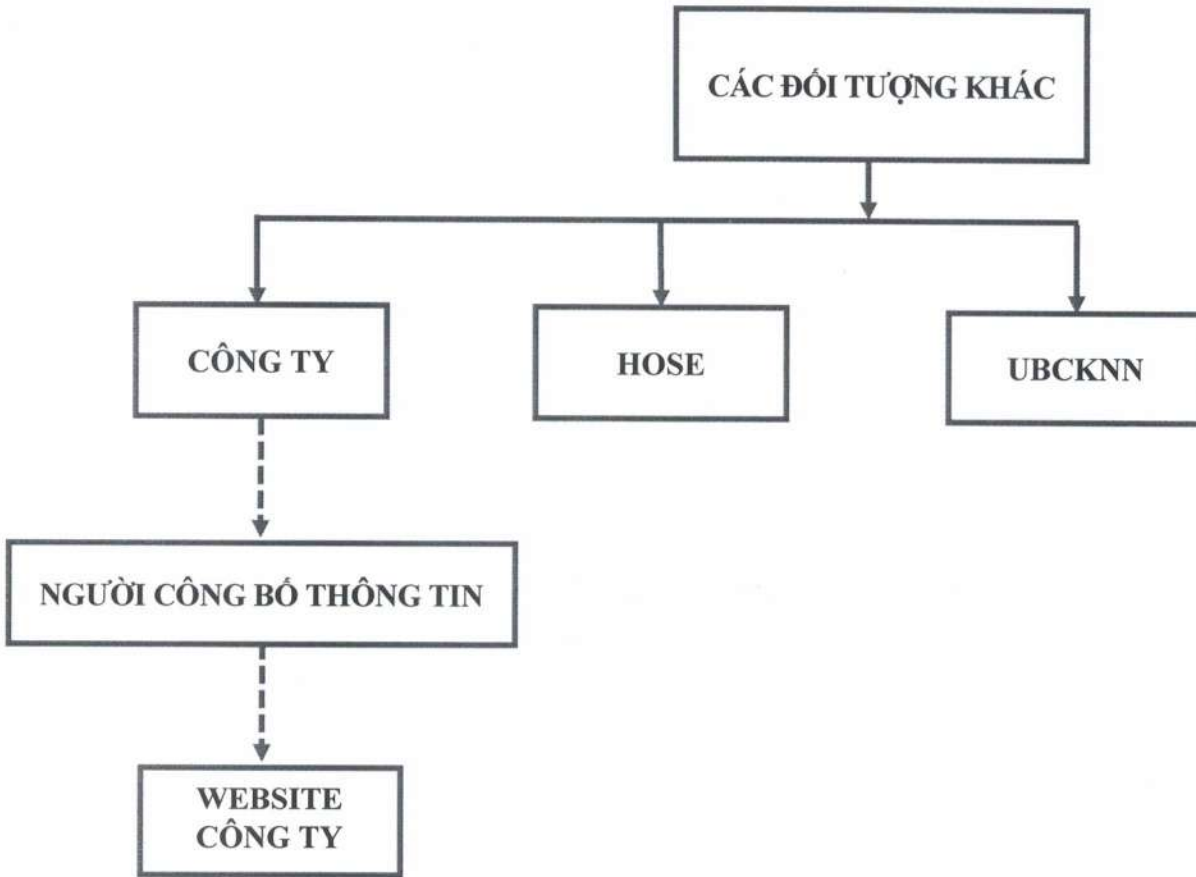 CÁC ĐỐI TƯỢNG KHÁC
CÔNG TY
HOSE
UBCKNN
NGƯỜI CÔNG BỐ THÔNG TIN
WEBSITE
CÔNG TY